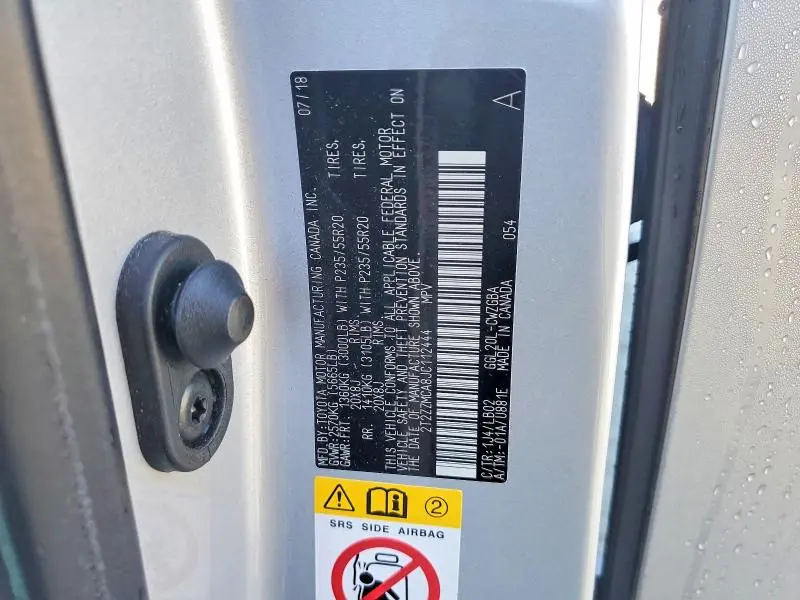 MFD.BY:TOYOTA MOTOR MANUFACTURING CANADA INC. 07/18
GVWR:2570KG (5665LB)
GAWR:FRT. 1360KG (3000LB) WITH P235/55R20 TIRES,
20X8J RIMS,
RR. 1410KG (3105LB) WITH P235/55R20 TIRES,
20X8J RIMS,
THIS VEHICLE CONFORMS TO ALL APPLICABLE FEDERAL MOTOR
VEHICLE SAFETY AND THEFT PREVENTION STANDARDS IN EFFECT ON
THE DATE OF MANUFACTURE SHOWN ABOVE.
2T2ZZMCA8JC112444 MPV
C/TR:1J4/LB02 GGL20L-CWZGBA 054 A
A/TM:-01A/U881E MADE IN CANADA
2
SRS SIDE AIRBAG